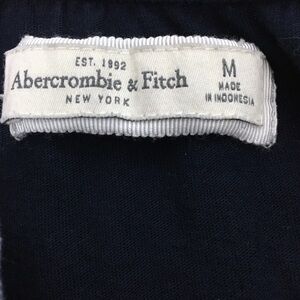 EST. 1892
Abercrombie & Fitch
NEW YORK
M
MADE
IN INDONESIA